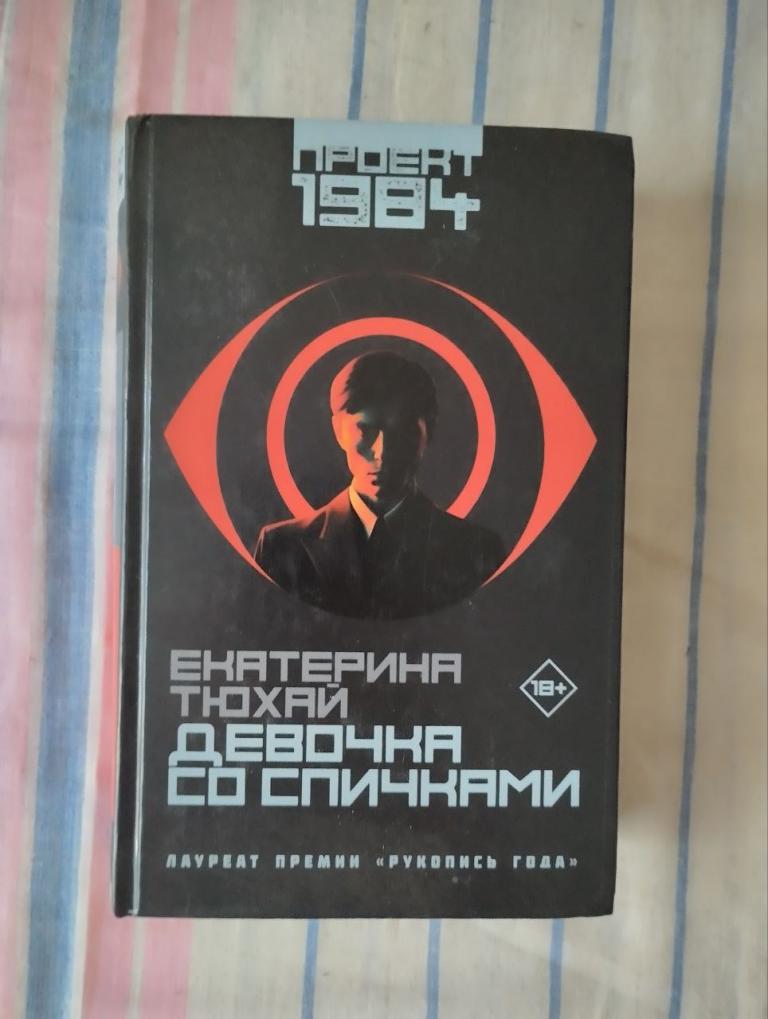 ПРОЕКТ
1984
ЕКАТЕРИНА
ТЮХАЙ
ДЕВОЧКА
СО СПИЧКАМИ
18+
ЛАУРЕАТ ПРЕМИИ «РУКОПИСЬ ГОДА»